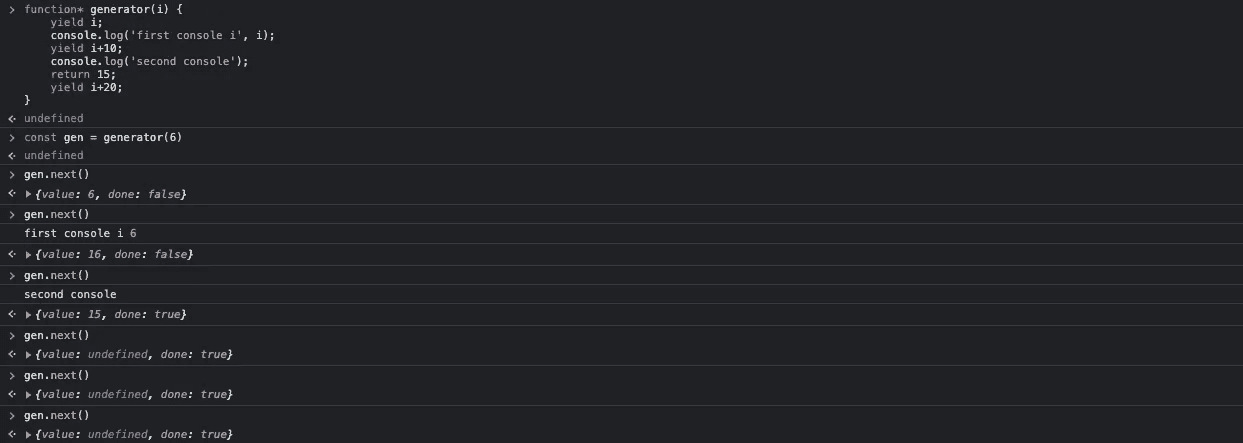 > function* generator(i) {
yield i;
console.log('first console i', i);
yield i+10;
console.log('second console');
return 15;
yield i+20;
}
undefined
> const gen = generator(6)
undefined
> gen.next()
{value: 6, done: false}
> gen.next()
first console i 6
{value: 16, done: false}
> gen.next()
second console
{value: 15, done: true}
> gen.next()
{value: undefined, done: true}
> gen.next()
{value: undefined, done: true}
> gen.next()
{value: undefined, done: true}